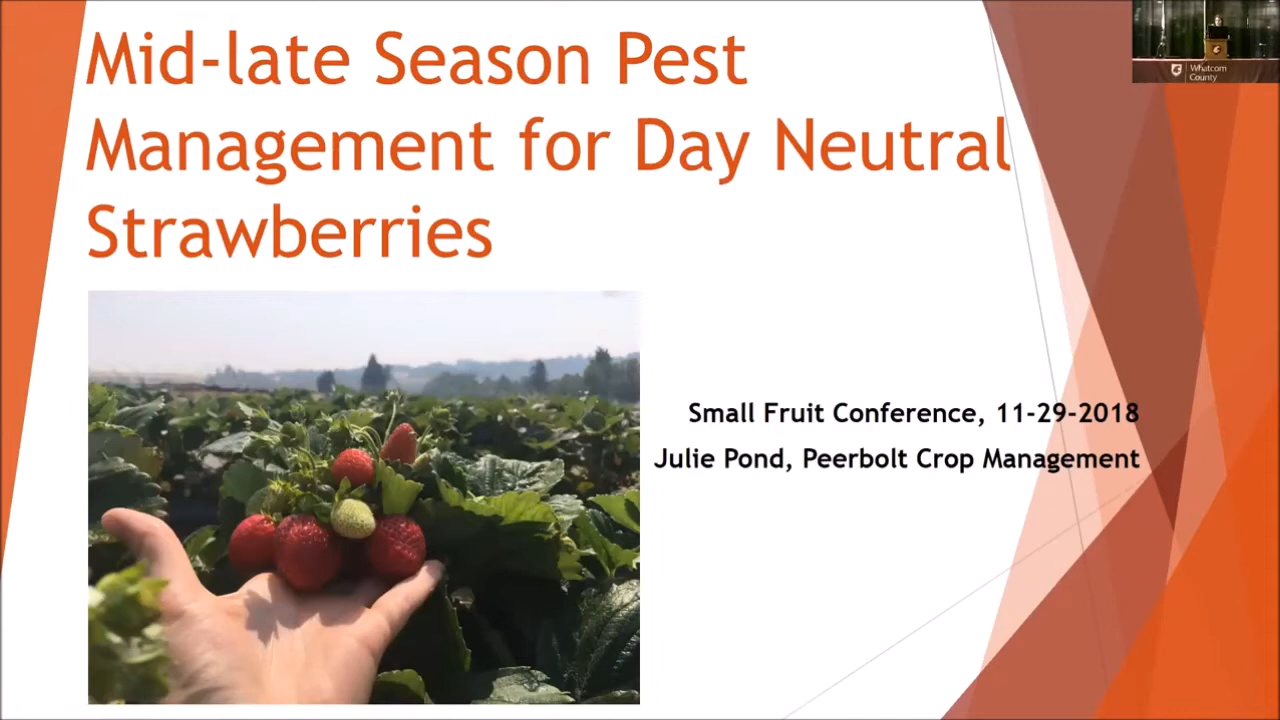 Mid-late Season Pest
Management for Day Neutral
Strawberries
Small Fruit Conference, 11-29-2018
Julie Pond, Peerbolt Crop Management
Whatcom
County